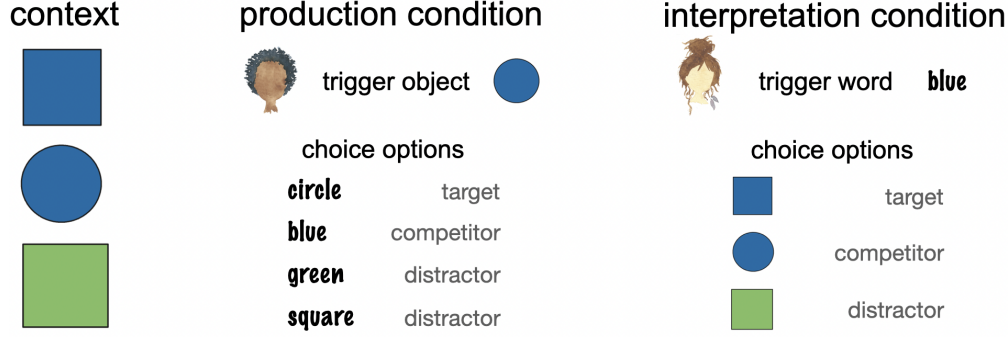 context
production condition
trigger object
choice options
circle target
blue competitor
green distractor
square distractor
interpretation condition
trigger word blue
choice options
target
competitor
distractor